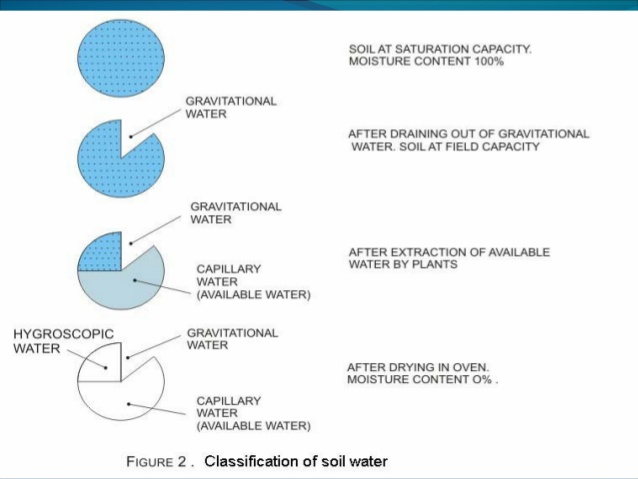 SOIL AT SATURATION CAPACITY.
MOISTURE CONTENT 100%
GRAVITATIONAL
WATER
AFTER DRAINING OUT OF GRAVITATIONAL
WATER. SOIL AT FIELD CAPACITY
GRAVITATIONAL
WATER
CAPILLARY
WATER
(AVAILABLE WATER)
AFTER EXTRACTION OF AVAILABLE
WATER BY PLANTS
HYGROSCOPIC
WATER
GRAVITATIONAL
WATER
CAPILLARY
WATER
(AVAILABLE WATER)
AFTER DRYING IN OVEN.
MOISTURE CONTENT O% .
FIGURE 2 . Classification of soil water